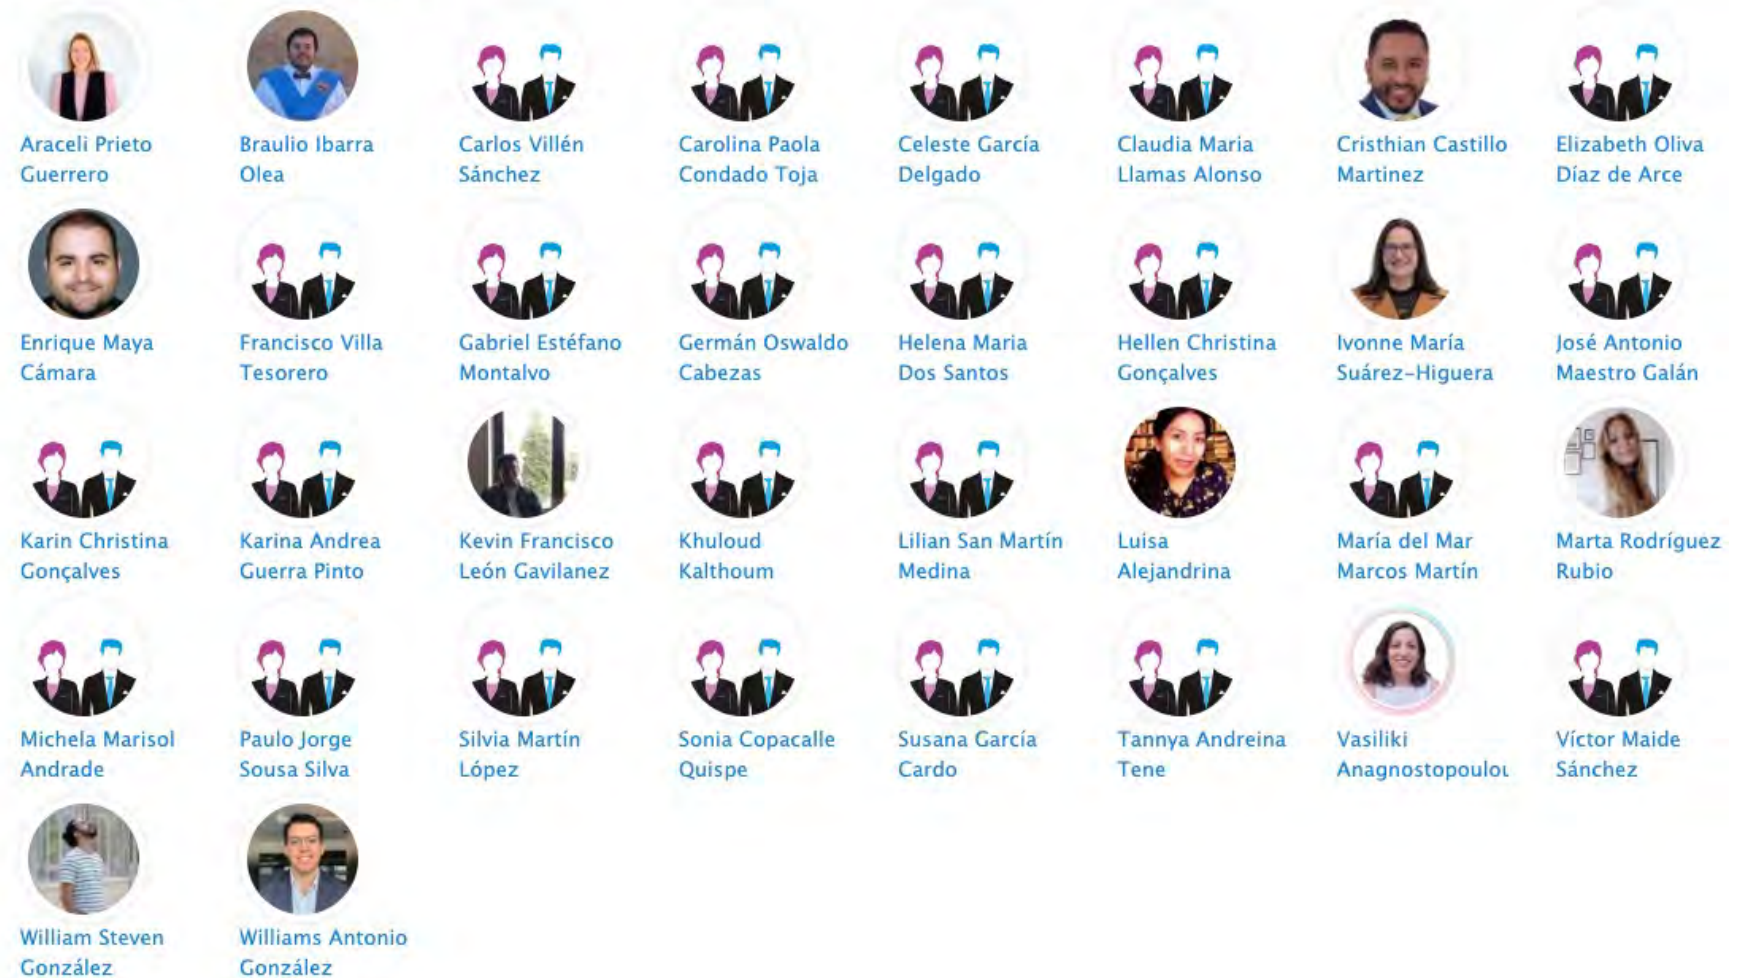 Araceli Prieto
Guerrero
Braulio Ibarra
Olea
Carlos Villén
Sánchez
Carolina Paola
Condado Toja
Celeste García
Delgado
Claudia Maria
Llamas Alonso
Cristhian Castillo
Martinez
Elizabeth Oliva
Díaz de Arce
Enrique Maya
Cámara
Francisco Villa
Tesorero
Gabriel Estéfano
Montalvo
Germán Oswaldo
Cabezas
Helena Maria
Dos Santos
Hellen Christina
Gonçalves
Ivonne María
Suárez-Higuera
José Antonio
Maestro Galán
Karin Christina
Gonçalves
Karina Andrea
Guerra Pinto
Kevin Francisco
León Gavilanez
Khuloud
Kalthoum
Lilian San Martín
Medina
Luisa
Alejandrina
María del Mar
Marcos Martín
Marta Rodríguez
Rubio
Michela Marisol
Andrade
Paulo Jorge
Sousa Silva
Silvia Martín
López
Sonia Copacalle
Quispe
Susana García
Cardo
Tannya Andreina
Tene
Vasiliki
Anagnostopoulou
Víctor Maide
Sánchez
William Steven
González
Williams Antonio
González